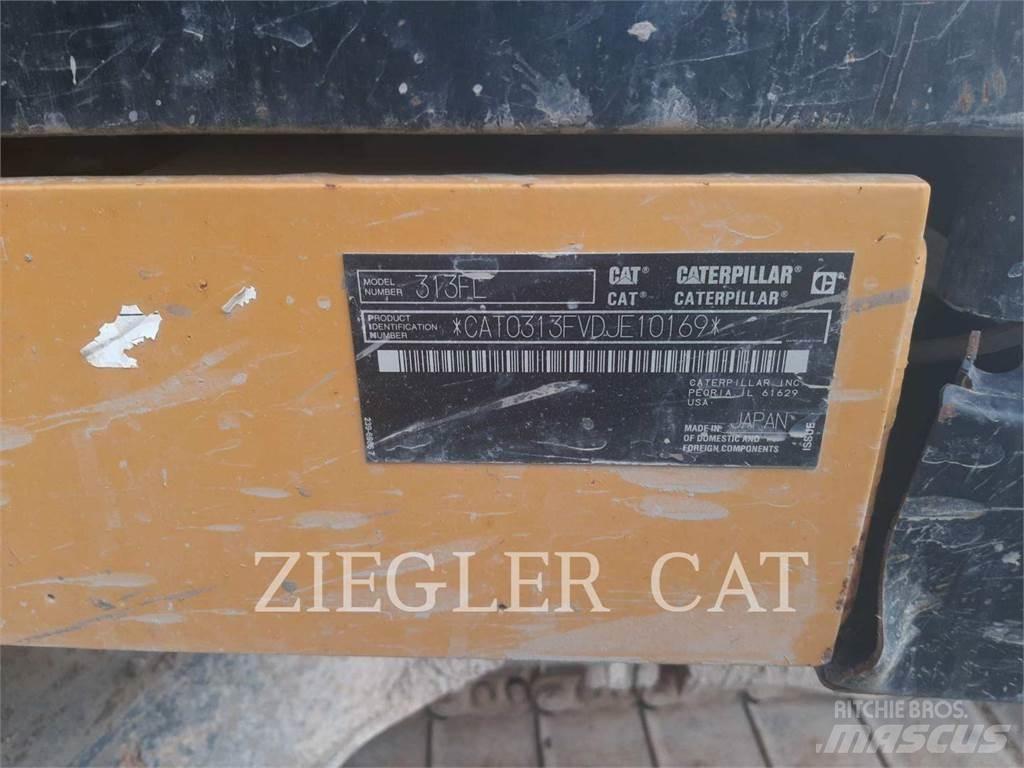 MODEL NUMBER 313FL
CAT® CATERPILLAR®
CAT® CATERPILLAR®
PRODUCT IDENTIFICATION NUMBER *CAT0313FVDJE10169*
CATERPILLAR INC.
PEORIA IL 61629
USA
MADE IN JAPAN
OF DOMESTIC AND
FOREIGN COMPONENTS
ZIEGLER CAT
RITCHIE BROS.
MASCUS